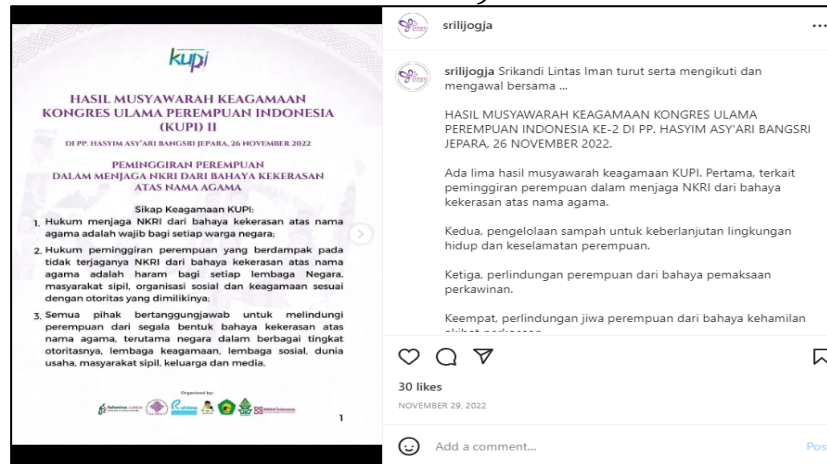 kupi
HASIL MUSYAWARAH KEAGAMAAN
KONGRES ULAMA PEREMPUAN INDONESIA
(KUPI) II
DI PP. HASYIM ASY'ARI BANGSRI JEPARA, 26 NOVEMBER 2022
PEMINGGIRAN PEREMPUAN
DALAM MENJAGA NKRI DARI BAHAYA KEKERASAN
ATAS NAMA AGAMA
Sikap Keagamaan KUPI:
1. Hukum menjaga NKRI dari bahaya kekerasan atas nama
agama adalah wajib bagi setiap warga negara;
2. Hukum peminggiran perempuan yang berdampak pada
tidak terjaganya NKRI dari bahaya kekerasan atas nama
agama adalah haram bagi setiap lembaga Negara,
masyarakat sipil, organisasi sosial dan keagamaan sesuai
dengan otoritas yang dimilikinya;
3. Semua pihak bertanggungjawab untuk melindungi
perempuan dari segala bentuk bahaya kekerasan atas
nama agama, terutama negara dalam berbagai tingkat
otoritasnya, lembaga keagamaan, lembaga sosial, dunia
usaha, masyarakat sipil, keluarga dan media.
Organized by:
1
srilijogja
srilijogja Srikandi Lintas Iman turut serta mengikuti dan
mengawal bersama ...
HASIL MUSYAWARAH KEAGAMAAN KONGRES ULAMA
PEREMPUAN INDONESIA KE-2 DI PP. HASYIM ASY'ARI BANGSRI
JEPARA, 26 NOVEMBER 2022.
Ada lima hasil musyawarah keagamaan KUPI. Pertama, terkait
peminggiran perempuan dalam menjaga NKRI dari bahaya
kekerasan atas nama agama.
Kedua, pengelolaan sampah untuk keberlanjutan lingkungan
hidup dan keselamatan perempuan.
Ketiga, perlindungan perempuan dari bahaya pemaksaan
perkawinan.
Keempat, perlindungan jiwa perempuan dari bahaya kehamilan
30 likes
NOVEMBER 29, 2022
Add a comment...
Pos